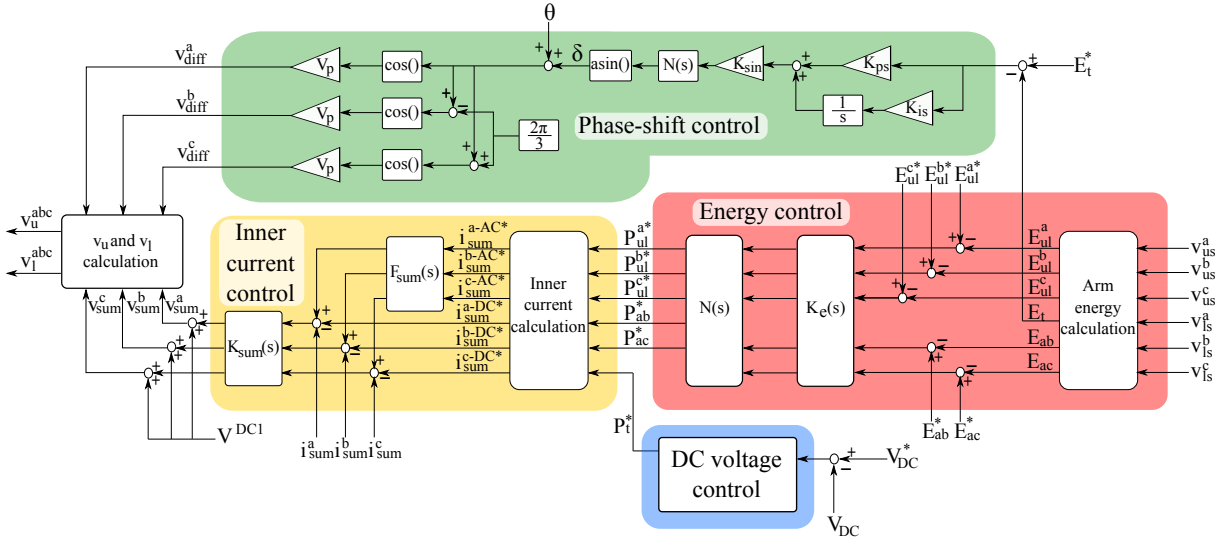 θ
v_diff^a
V_p
cos()
+
+
δ
asin()
N(s)
K_sin
+
+
K_ps
+
−
E_t^*
1/s
K_is
v_diff^b
V_p
cos()
+
−
2π/3
Phase-shift control
v_diff^c
V_p
cos()
+
+
E_ul^c*
E_ul^b*
E_ul^a*
Energy control
v_u^abc
v_l^abc
v_u and v_l
calculation
v_sum^c
v_sum^b
v_sum^a
Inner
current
control
K_sum(s)
F_sum(s)
i_sum^a-AC*
i_sum^b-AC*
i_sum^c-AC*
i_sum^a-DC*
i_sum^b-DC*
i_sum^c-DC*
Inner
current
calculation
P_ul^a*
P_ul^b*
P_ul^c*
P_ab^*
P_ac^*
N(s)
K_e(s)
+
−
+
−
+
−
E_ul^a
E_ul^b
E_ul^c
E_t
E_ab
E_ac
Arm
energy
calculation
v_us^a
v_us^b
v_us^c
v_ls^a
v_ls^b
v_ls^c
+
+
+
+
+
+
+
−
+
−
+
−
−
+
−
+
V^DC1
i_sum^a
i_sum^b
i_sum^c
P_t^*
E_ab^*
E_ac^*
DC voltage
control
+
−
V_DC^*
V_DC